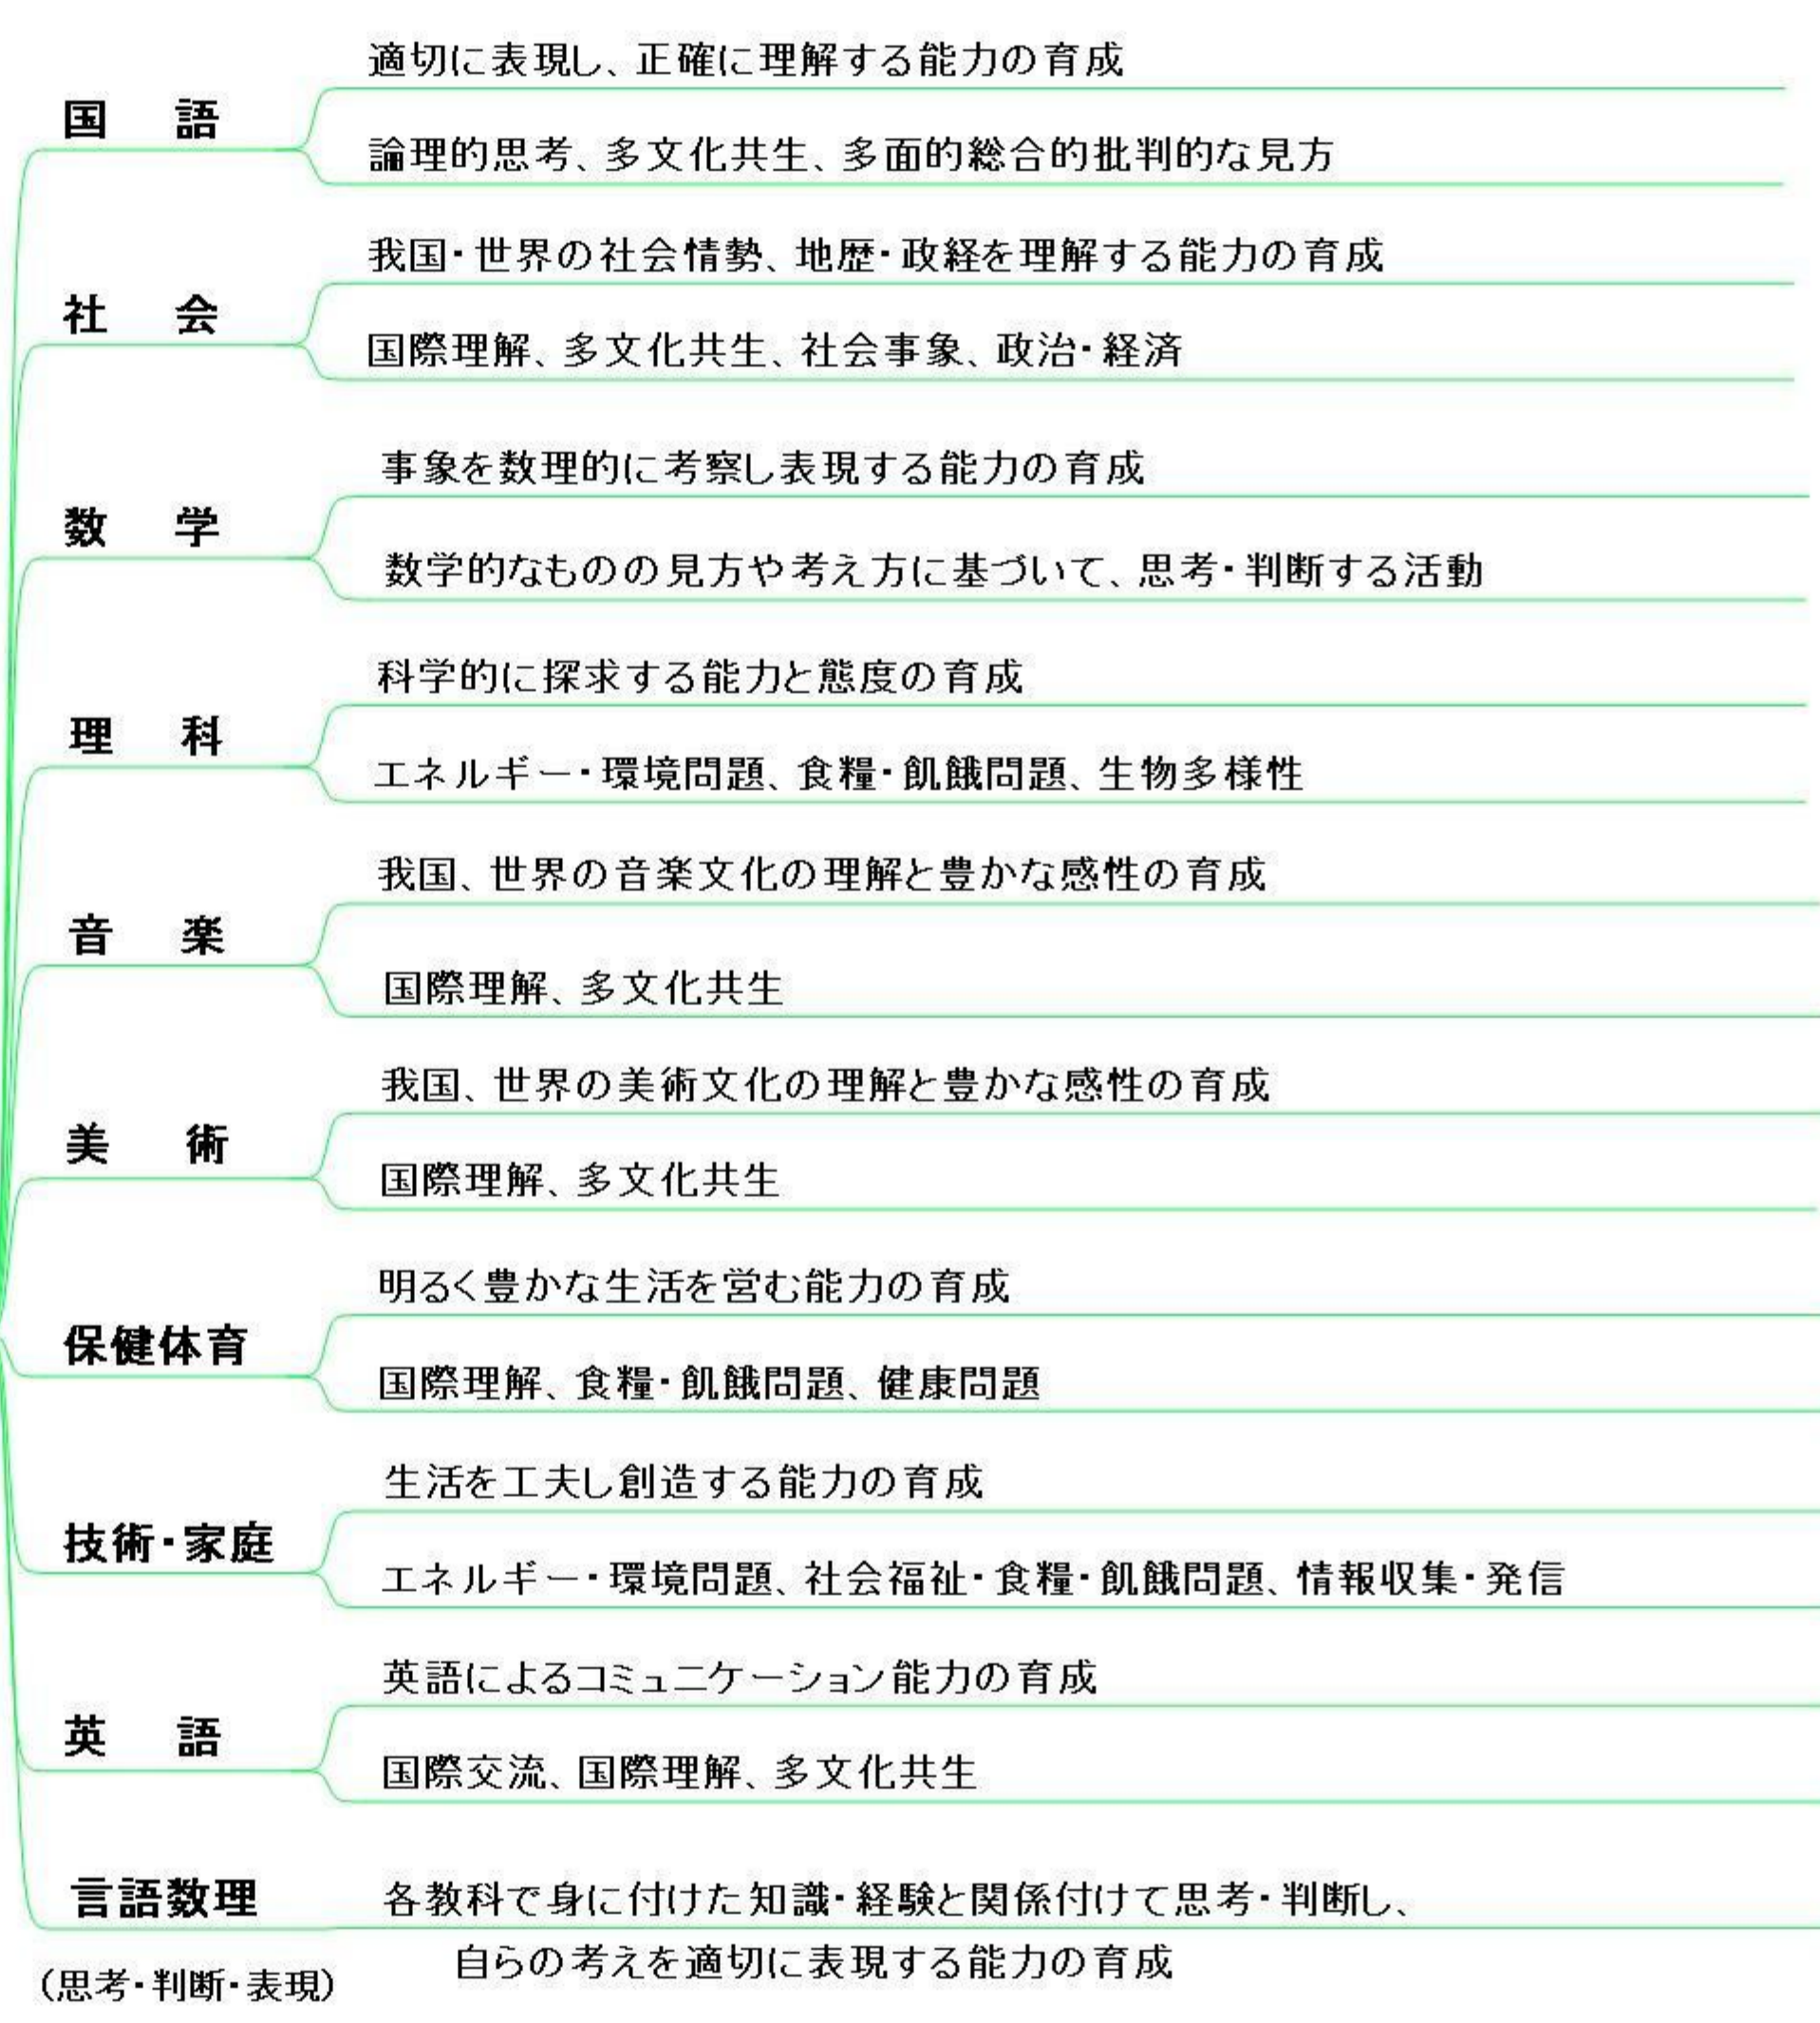 国　語
適切に表現し、正確に理解する能力の育成
論理的思考、多文化共生、多面的総合的批判的な見方
社　会
我国・世界の社会情勢、地歴・政経を理解する能力の育成
国際理解、多文化共生、社会事象、政治・経済
数　学
事象を数理的に考察し表現する能力の育成
数学的なものの見方や考え方に基づいて、思考・判断する活動
理　科
科学的に探求する能力と態度の育成
エネルギー・環境問題、食糧・飢餓問題、生物多様性
音　楽
我国、世界の音楽文化の理解と豊かな感性の育成
国際理解、多文化共生
美　術
我国、世界の美術文化の理解と豊かな感性の育成
国際理解、多文化共生
保健体育
明るく豊かな生活を営む能力の育成
国際理解、食糧・飢餓問題、健康問題
技術・家庭
生活を工夫し創造する能力の育成
エネルギー・環境問題、社会福祉・食糧・飢餓問題、情報収集・発信
英　語
英語によるコミュニケーション能力の育成
国際交流、国際理解、多文化共生
言語数理
(思考・判断・表現)
各教科で身に付けた知識・経験と関係付けて思考・判断し、
自らの考えを適切に表現する能力の育成